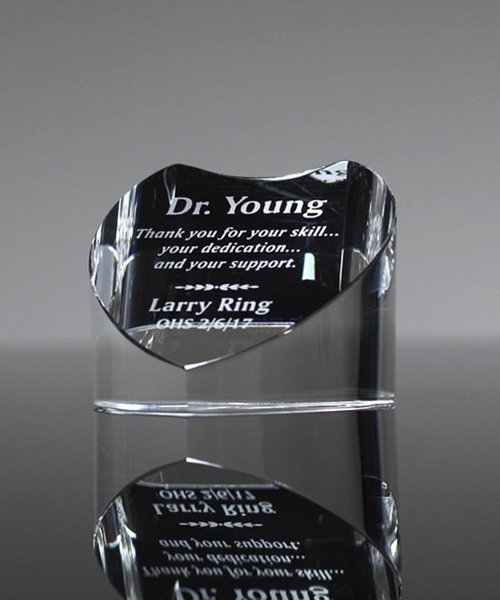 Dr. Young
Thank you for your skill...
your dedication...
and your support.
Larry Ring
OHS 2/6/17